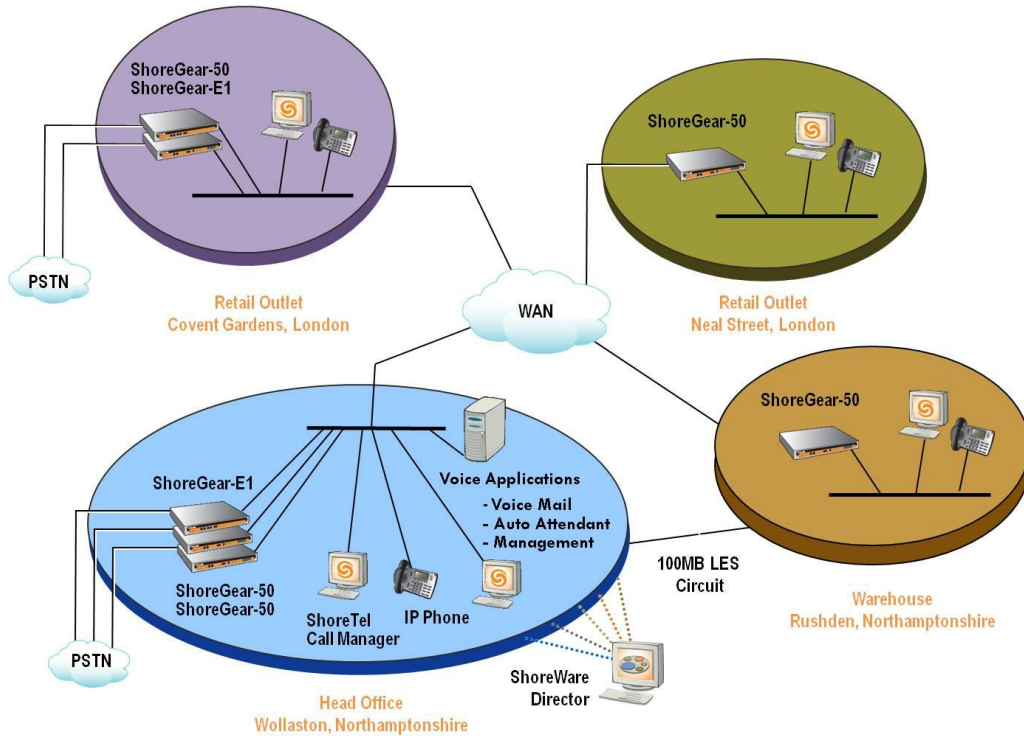 ShoreGear-50
ShoreGear-E1
PSTN
Retail Outlet
Covent Gardens, London
ShoreGear-50
Retail Outlet
Neal Street, London
WAN
ShoreGear-50
Warehouse
Rushden, Northamptonshire
100MB LES
Circuit
Voice Applications
- Voice Mail
- Auto Attendant
- Management
ShoreGear-E1
ShoreGear-50
ShoreGear-50
ShoreTel
Call Manager
IP Phone
PSTN
ShoreWare
Director
Head Office
Wollaston, Northamptonshire